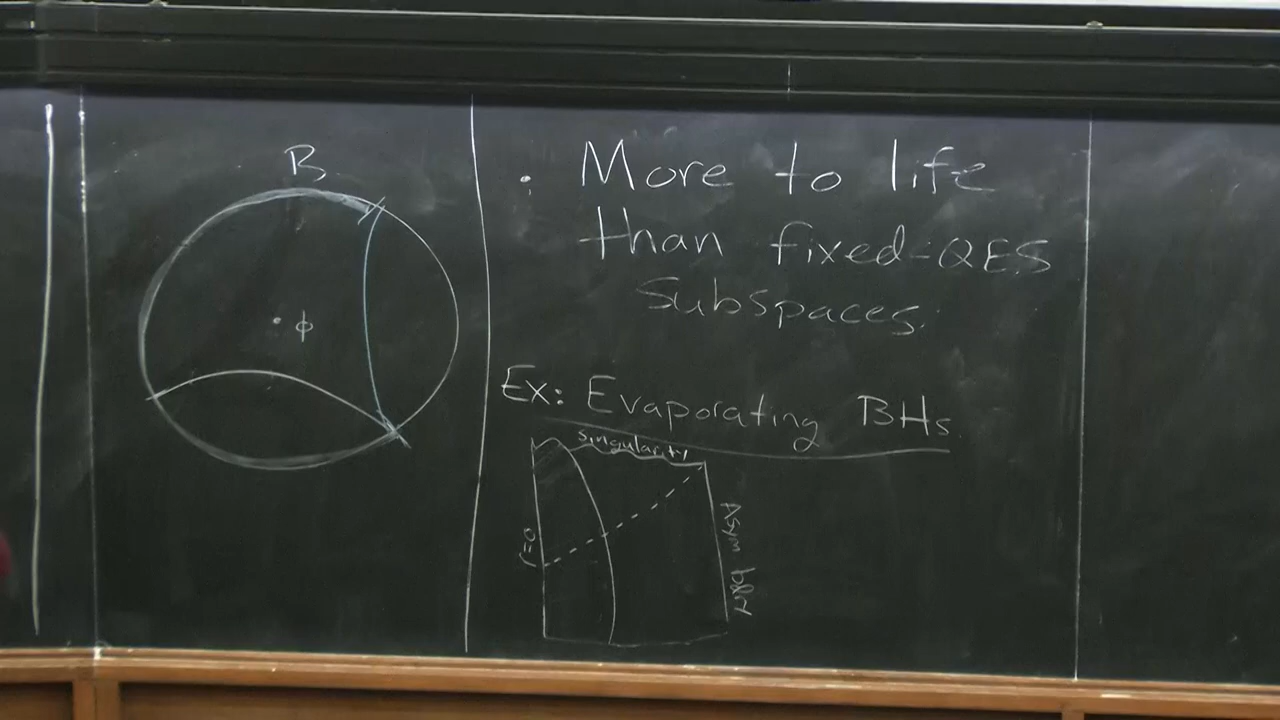 B
ϕ
• More to life
than fixed-QES
Subspaces.
Ex: Evaporating BHs
singularity
r=0
Asym bdry